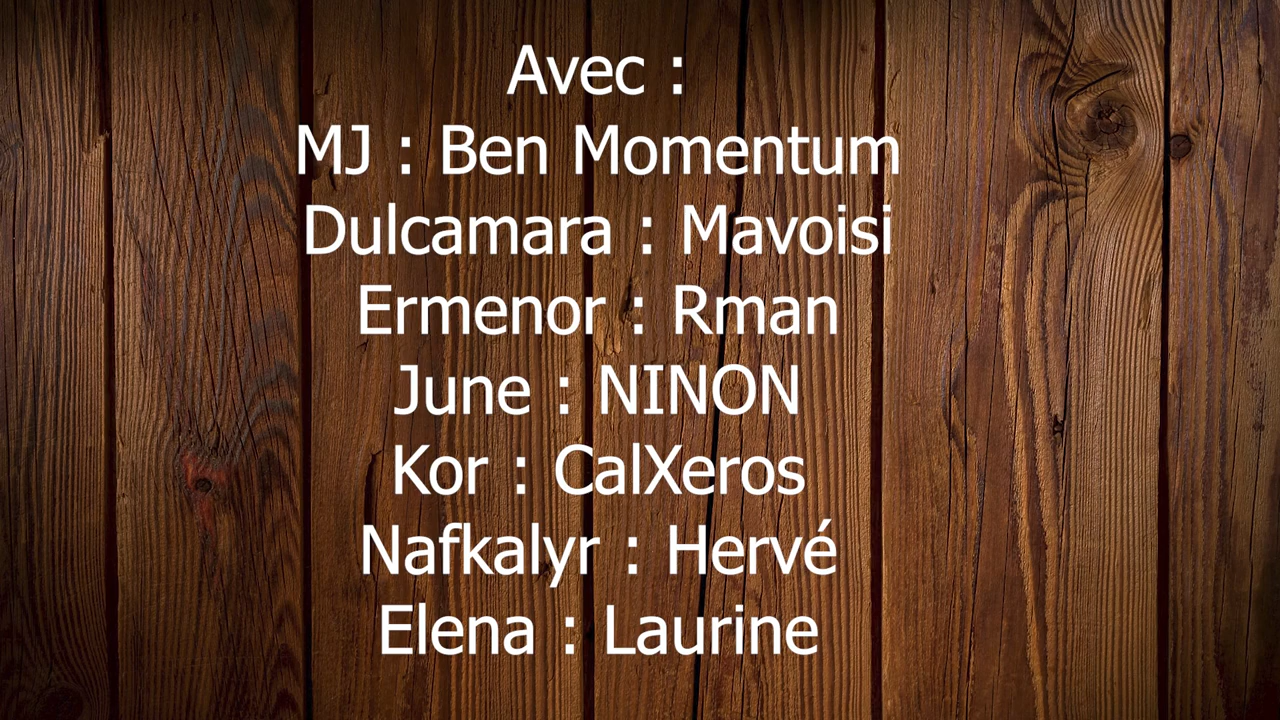 Avec :
MJ : Ben Momentum
Dulcamara : Mavoisi
Ermenor : Rman
June : NINON
Kor : CalXeros
Nafkalyr : Hervé
Elena : Laurine